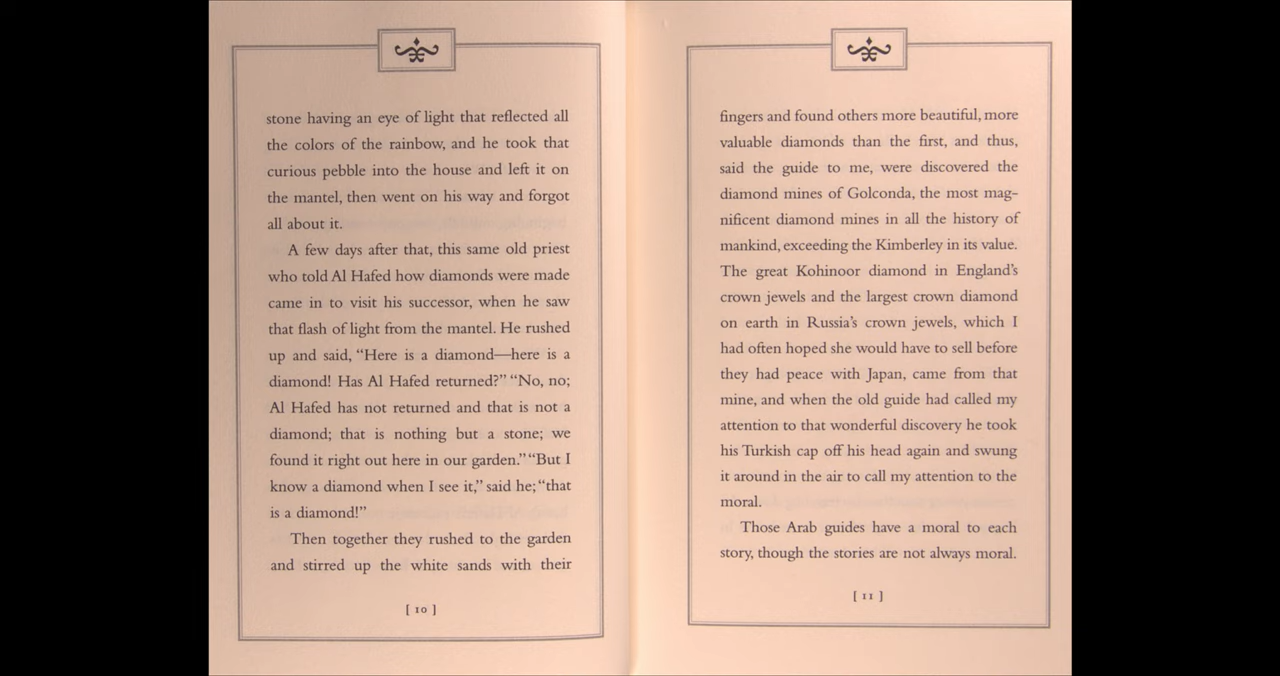 stone having an eye of light that reflected all
the colors of the rainbow, and he took that
curious pebble into the house and left it on
the mantel, then went on his way and forgot
all about it.
A few days after that, this same old priest
who told Al Hafed how diamonds were made
came in to visit his successor, when he saw
that flash of light from the mantel. He rushed
up and said, “Here is a diamond—here is a
diamond! Has Al Hafed returned?” “No, no;
Al Hafed has not returned and that is not a
diamond; that is nothing but a stone; we
found it right out here in our garden.” “But I
know a diamond when I see it,” said he; “that
is a diamond!”
Then together they rushed to the garden
and stirred up the white sands with their
[ 10 ]
fingers and found others more beautiful, more
valuable diamonds than the first, and thus,
said the guide to me, were discovered the
diamond mines of Golconda, the most mag-
nificent diamond mines in all the history of
mankind, exceeding the Kimberley in its value.
The great Kohinoor diamond in England’s
crown jewels and the largest crown diamond
on earth in Russia’s crown jewels, which I
had often hoped she would have to sell before
they had peace with Japan, came from that
mine, and when the old guide had called my
attention to that wonderful discovery he took
his Turkish cap off his head again and swung
it around in the air to call my attention to the
moral.
Those Arab guides have a moral to each
story, though the stories are not always moral.
[ 11 ]